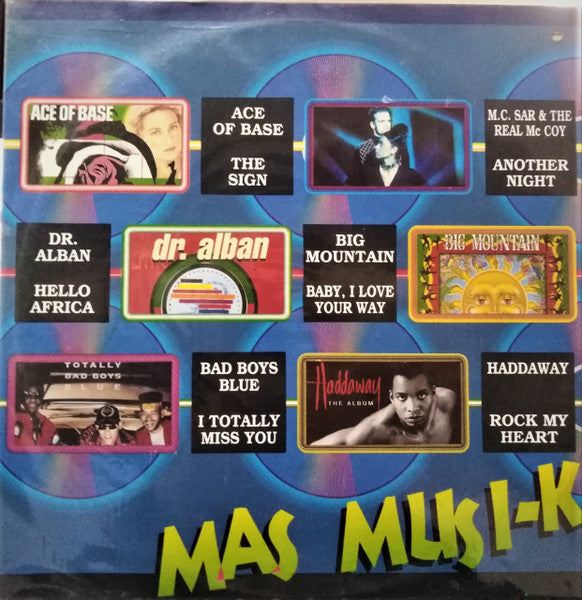 ACE OF BASE
ACE
OF BASE
THE
SIGN
M.C. SAR & THE
REAL Mc COY
ANOTHER
NIGHT
DR.
ALBAN
HELLO
AFRICA
dr. alban
BIG
MOUNTAIN
BABY, I LOVE
YOUR WAY
BIG MOUNTAIN
TOTALLY
BAD BOYS
BLUE
BAD BOYS
BLUE
I TOTALLY
MISS YOU
Haddaway
THE ALBUM
HADDAWAY
ROCK MY
HEART
MAS MUSI-K